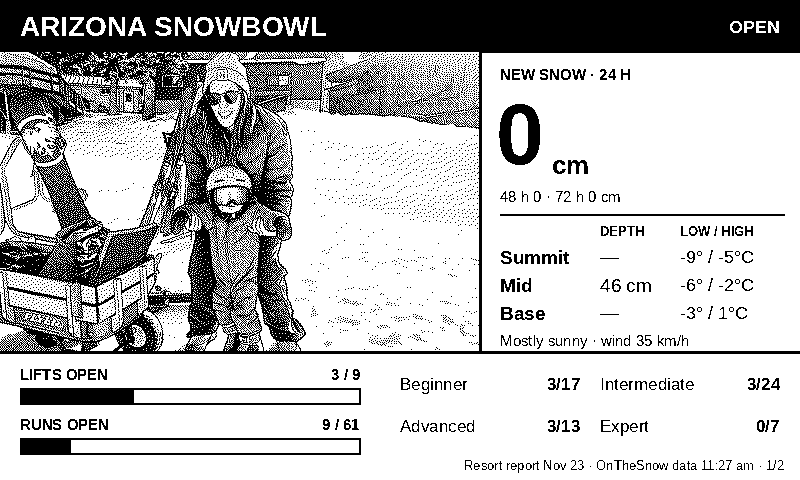 ARIZONA SNOWBOWL
OPEN
NEW SNOW · 24 H
0 cm
48 h 0 · 72 h 0 cm
DEPTH LOW / HIGH
Summit — -9° / -5°C
Mid 46 cm -6° / -2°C
Base — -3° / 1°C
Mostly sunny · wind 35 km/h
LIFTS OPEN 3 / 9
RUNS OPEN 9 / 61
Beginner 3/17 Intermediate 3/24
Advanced 3/13 Expert 0/7
Resort report Nov 23 · OnTheSnow data 11:27 am · 1/2